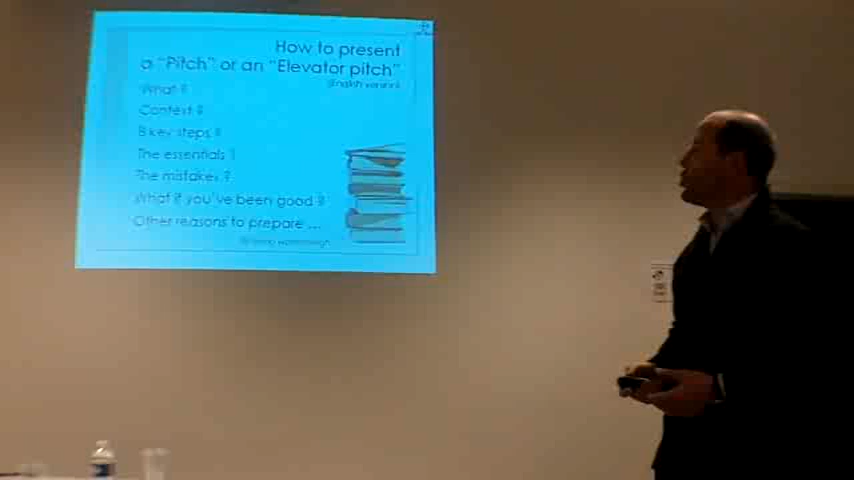 How to present
a "Pitch" or an "Elevator pitch"
(English version)
What ?
Context ?
8 key steps ?
The essentials ?
The mistakes ?
What if you've been good ?
Other reasons to prepare ...